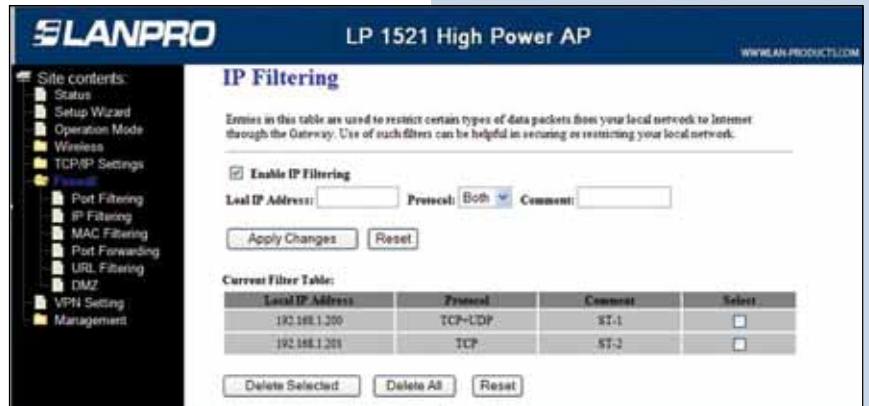 LANPRO
LP 1521 High Power AP
WWW.LAN-PRODUCTS.COM
Site contents:
Status
Setup Wizard
Operation Mode
Wireless
TCP/IP Settings
Firewall
Port Filtering
IP Filtering
MAC Filtering
Port Forwarding
URL Filtering
DMZ
VPN Setting
Management
IP Filtering
Entries in this table are used to restrict certain types of data packets from your local network to Internet
through the Gateway. Use of such filters can be helpful in securing or restricting your local network.
Enable IP Filtering
Loal IP Address: Protocol: Both Comment:
Apply Changes Reset
Current Filter Table:
Local IP Address Protocol Comment Select
192.168.1.200 TCP+UDP ST-1
192.168.1.201 TCP ST-2
Delete Selected Delete All Reset